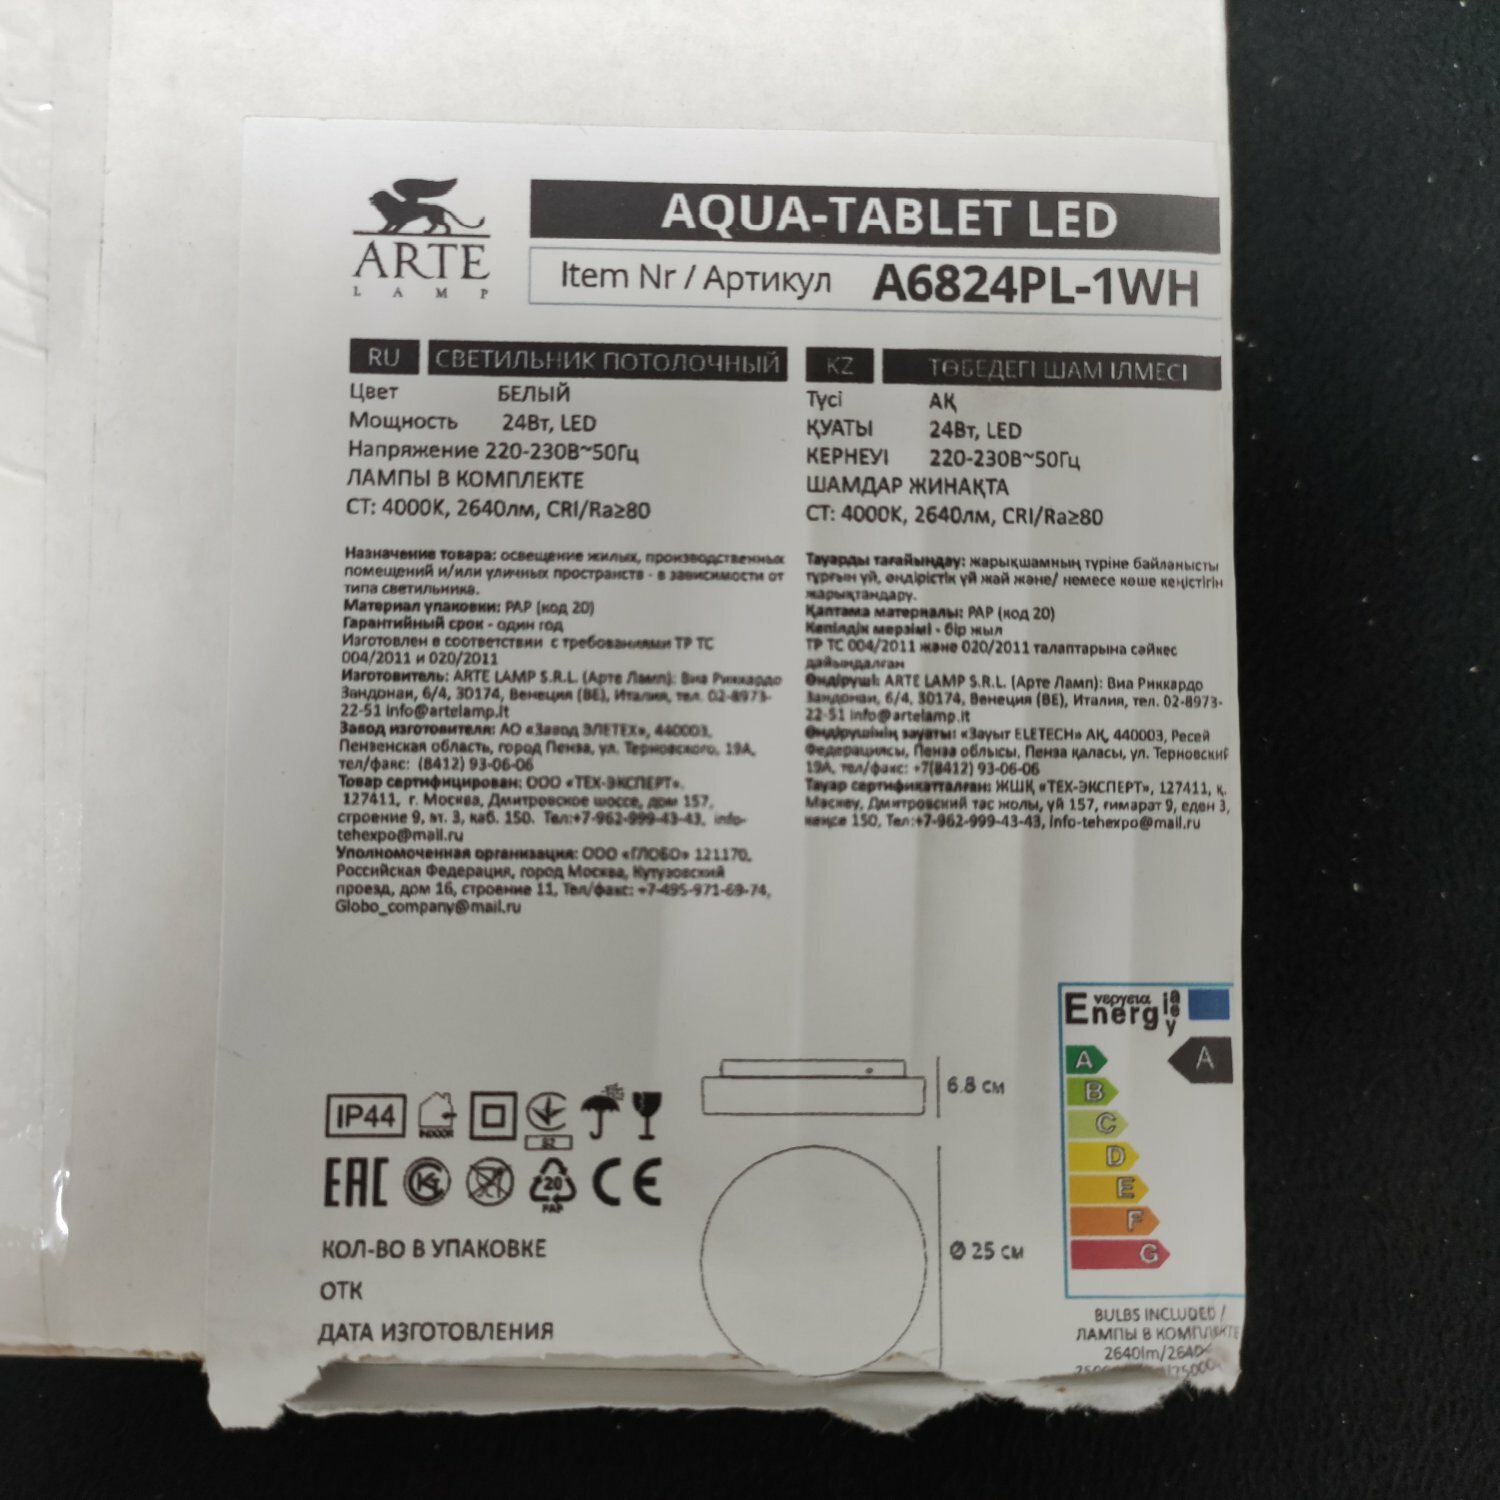 ARTE
LAMP
AQUA-TABLET LED
Item Nr / Артикул A6824PL-1WH
RU СВЕТИЛЬНИК ПОТОЛОЧНЫЙ
Цвет БЕЛЫЙ
Мощность 24Вт, LED
Напряжение 220-230В~50Гц
ЛАМПЫ В КОМПЛЕКТЕ
CT: 4000K, 2640лм, CRI/Ra≥80
Назначение товара: освещение жилых, производственных
помещений и/или уличных пространств - в зависимости от
типа светильника.
Материал упаковки: PAP (код 20)
Гарантийный срок - один год
Изготовлен в соответствии с требованиями ТР ТС
004/2011 и 020/2011
Изготовитель: ARTE LAMP S.R.L. (Арте Ламп): Виа Риккардо
Зандонаи, 6/4, 30174, Венеция (ВЕ), Италия, тел. 02-8973-
22-51 info@artelamp.it
Завод изготовителя: АО «Завод ЭЛЕТЕХ», 440003,
Пензенская область, город Пенза, ул. Терновского, 19А,
тел/факс: (8412) 93-06-06
Товар сертифицирован: ООО «ТЕХ-ЭКСПЕРТ».
127411, г. Москва, Дмитровское шоссе, дом 157,
строение 9, эт. 3, каб. 150. Тел:+7-962-999-43-43, info-
tehexpo@mail.ru
Уполномоченная организация: ООО «ГЛОБО» 121170,
Российская Федерация, город Москва, Кутузовский
проезд, дом 16, строение 11, Тел/факс: +7-495-971-69-74,
Globo_company@mail.ru
KZ ТӨБЕДЕГІ ШАМ ІЛМЕСІ
Түсі АҚ
ҚУАТЫ 24Вт, LED
КЕРНЕУІ 220-230В~50Гц
ШАМДАР ЖИНАҚТА
CT: 4000K, 2640лм, CRI/Ra≥80
Тауарды тағайындау: жарықшамның түріне байланысты
тұрғын үй, өндірістік үй жай және/ немесе көше кеңістігін
жарықтандару.
Қаптама материалы: PAP (код 20)
Кепілдік мерзімі - бір жыл
ТР ТС 004/2011 және 020/2011 талаптарына сәйкес
дайындалған
Өндіруші: ARTE LAMP S.R.L. (Арте Ламп): Виа Риккардо
Зандонаи, 6/4, 30174, Венеция (ВЕ), Италия, тел. 02-8973-
22-51 info@artelamp.it
Өндірушінің зауыты: «Зауыт ELETECH» АҚ, 440003, Ресей
Федерациясы, Пенза облысы, Пенза қаласы, ул. Терновский
19А, тел/факс: +7(8412) 93-06-06
Тауар сертификатталған: ЖШҚ «ТЕХ-ЭКСПЕРТ», 127411, қ.
Мәскеу, Дмитровский тас жолы, үй 157, ғимарат 9, еден 3,
кеңсе 150, Тел:+7-962-999-43-43, info-tehexpo@mail.ru
IP44
INDOOR
EAC
20
PAP
CE
КОЛ-ВО В УПАКОВКЕ
ОТК
ДАТА ИЗГОТОВЛЕНИЯ
6.8 см
Ø 25 см
Energ
νεργεια
ia
ie
y
A
A
B
C
D
E
F
G
BULBS INCLUDED /
ЛАМПЫ В КОМПЛЕКТЕ
2640lm/2640